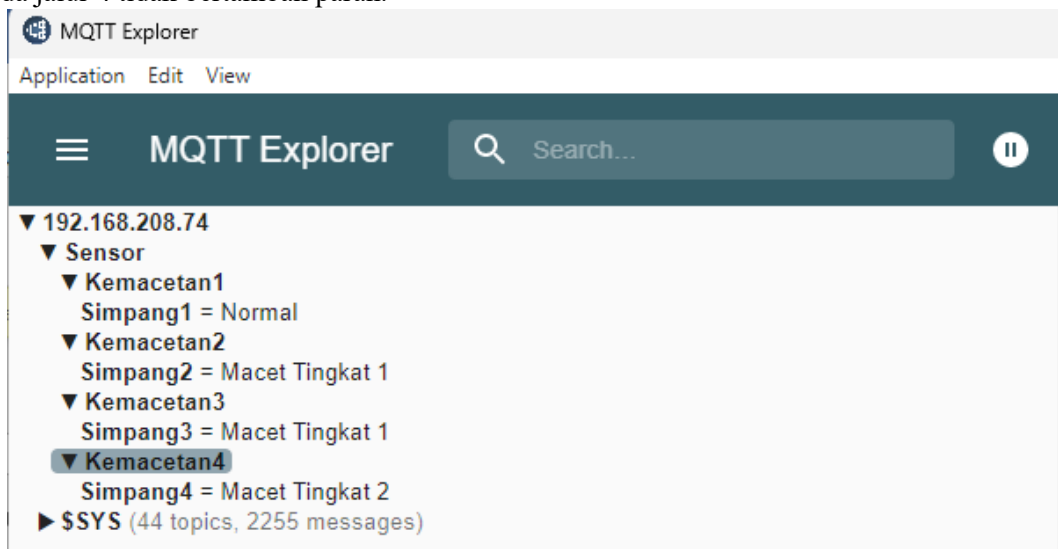 MQTT Explorer
Application Edit View
MQTT Explorer Search...
▼ 192.168.208.74
▼ Sensor
▼ Kemacetan1
Simpang1 = Normal
▼ Kemacetan2
Simpang2 = Macet Tingkat 1
▼ Kemacetan3
Simpang3 = Macet Tingkat 1
▼ Kemacetan4
Simpang4 = Macet Tingkat 2
▶ $SYS (44 topics, 2255 messages)